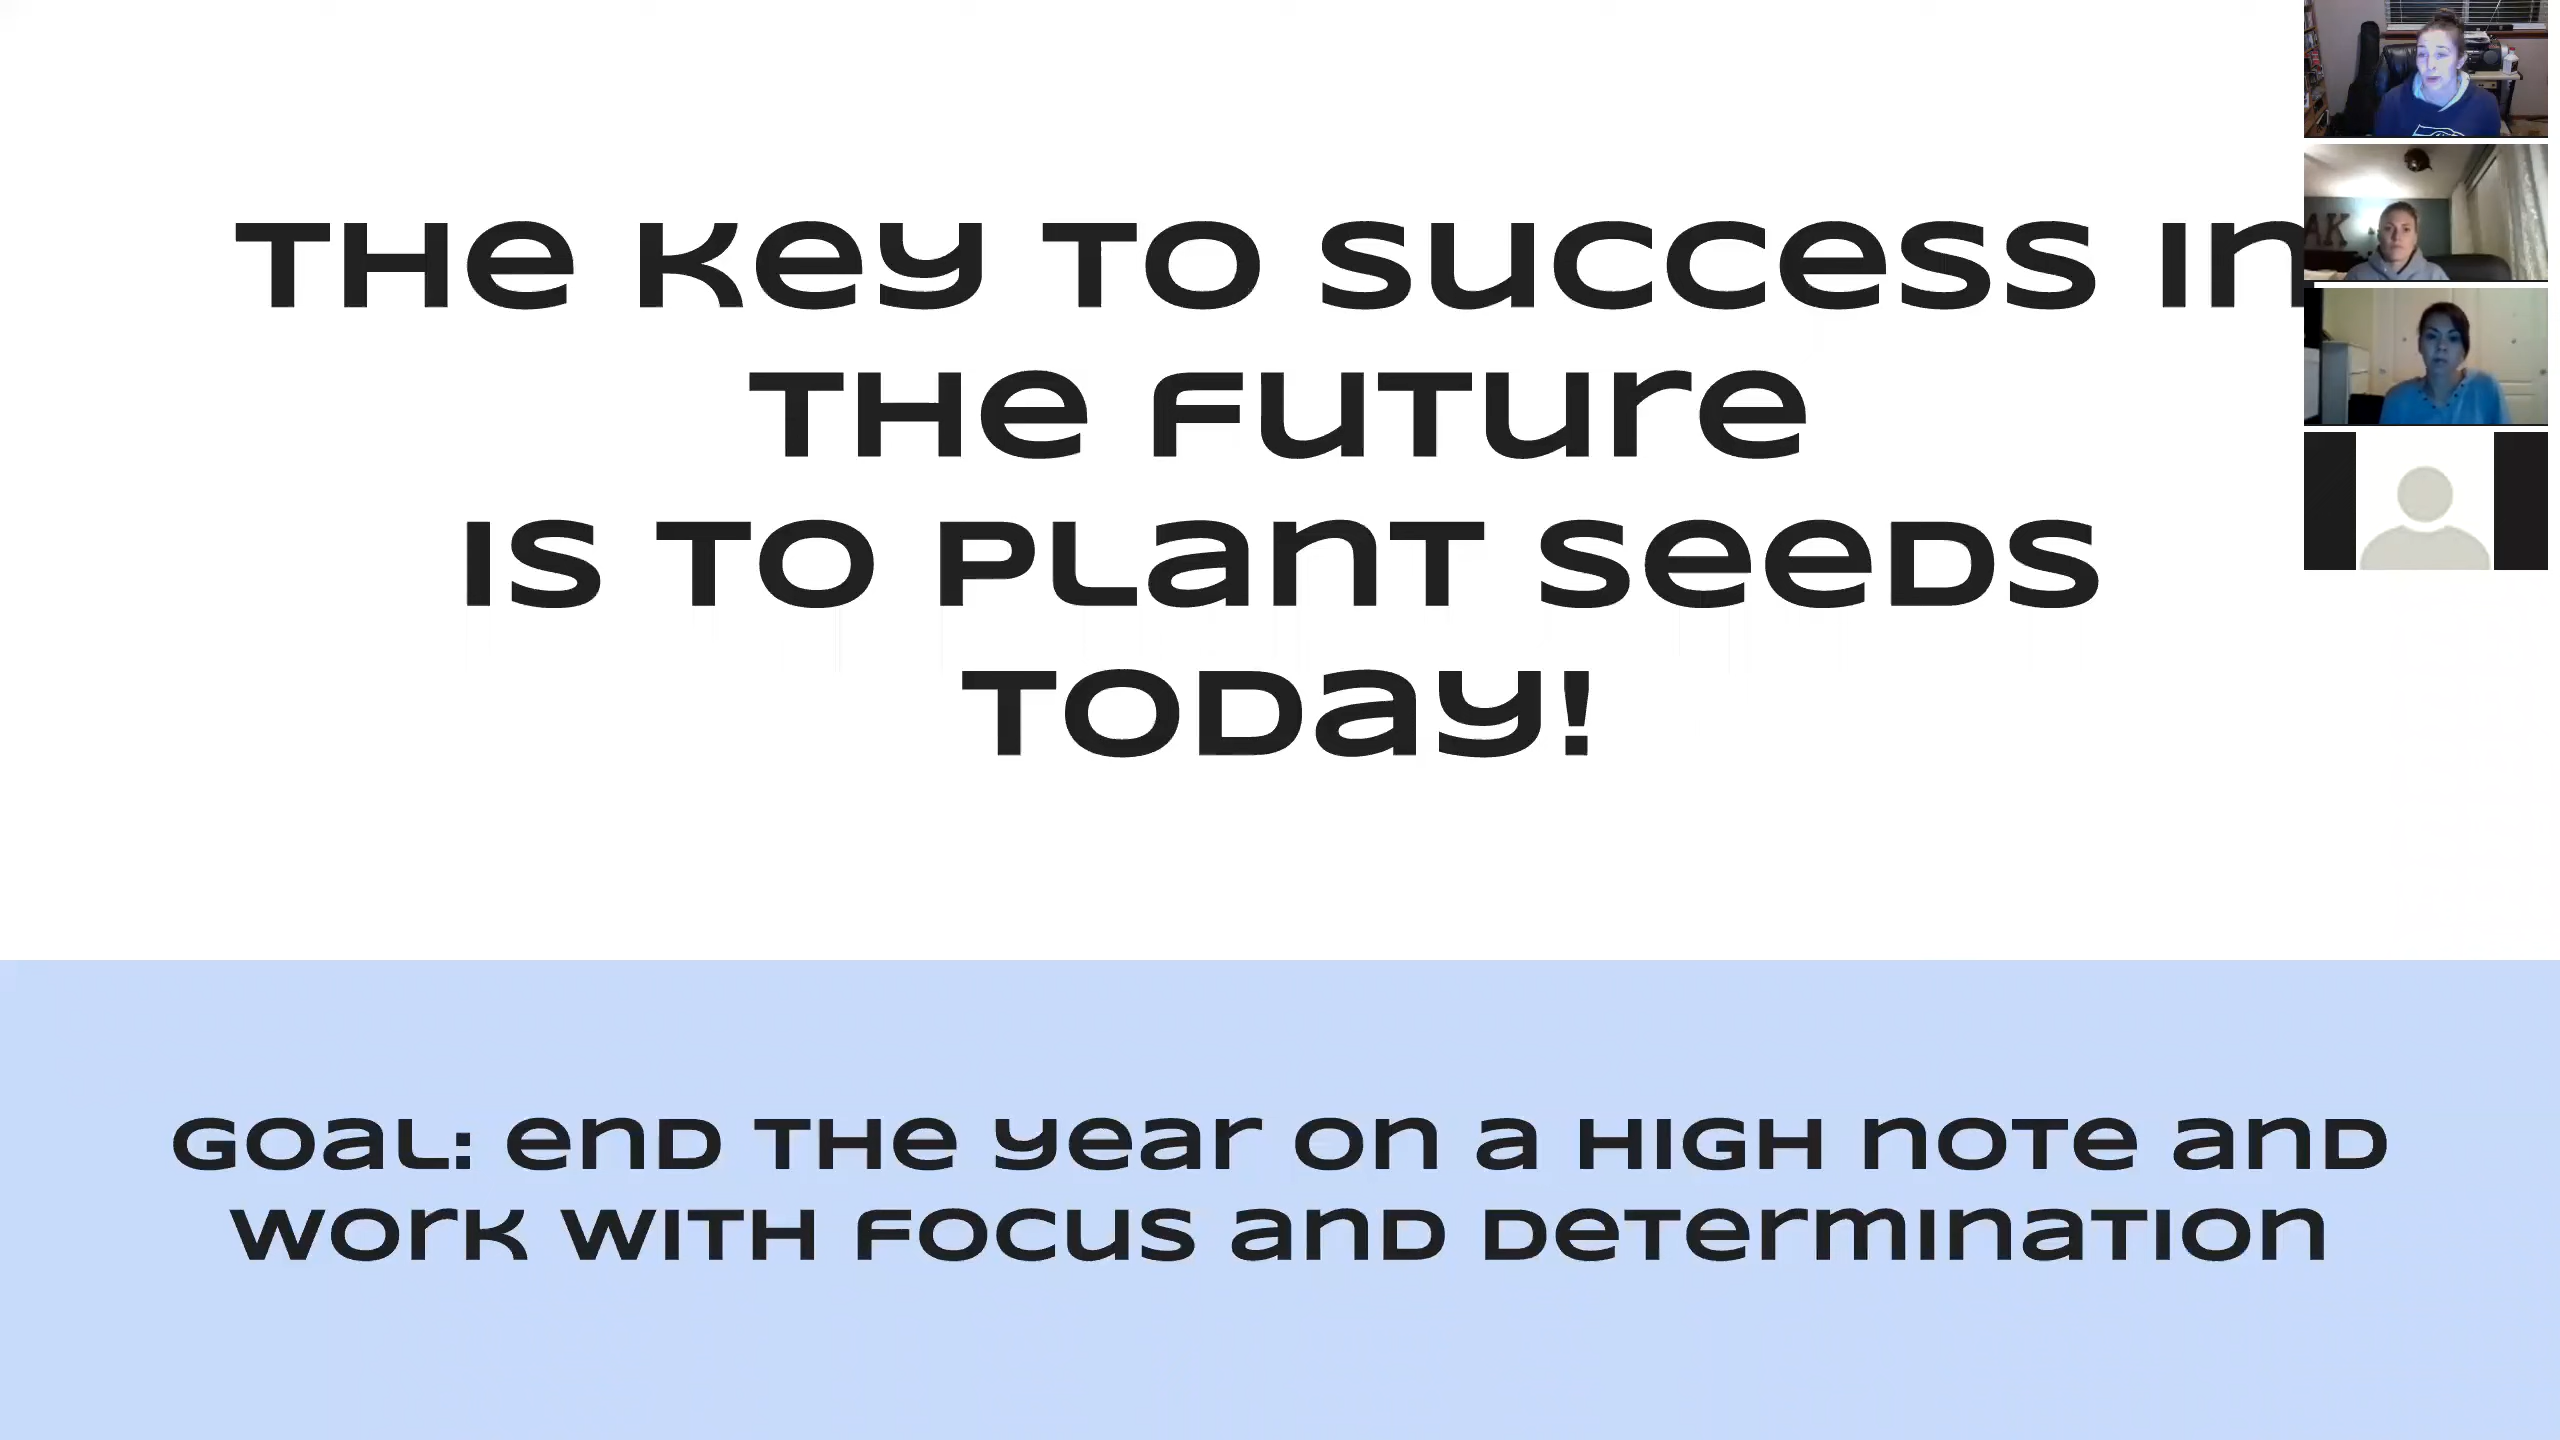 THE KEY TO SUCCESS IN
THE FUTURE
IS TO PLANT SEEDS
TODAY!
AK
GOAL: END THE YEAR ON A HIGH NOTE AND
WORK WITH FOCUS AND DETERMINATION